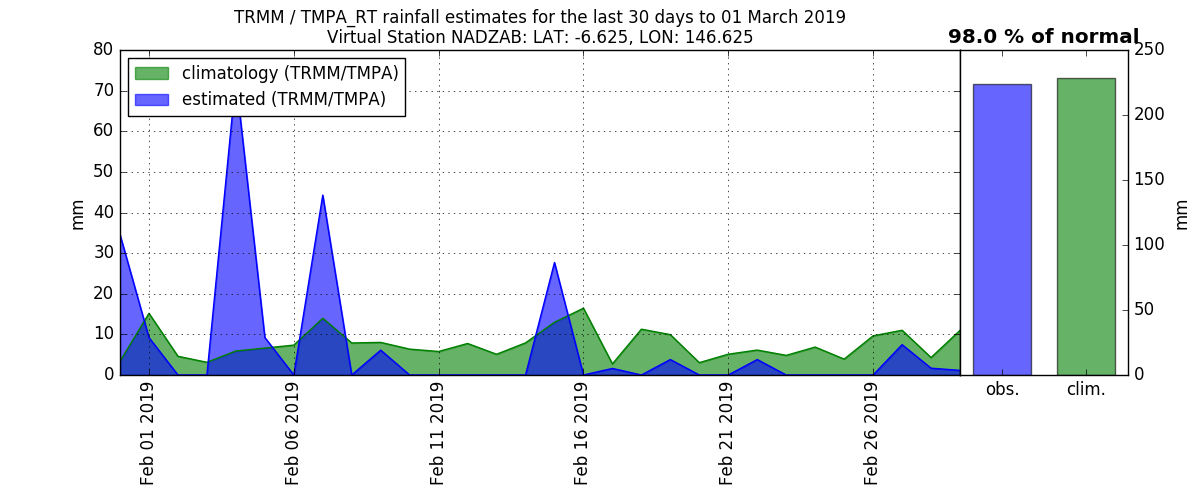 TRMM / TMPA_RT rainfall estimates for the last 30 days to 01 March 2019
Virtual Station NADZAB: LAT: -6.625, LON: 146.625
98.0 % of normal
climatology (TRMM/TMPA)
estimated (TRMM/TMPA)
80
70
60
50
40
30
20
10
0
mm
Feb 01 2019
Feb 06 2019
Feb 11 2019
Feb 16 2019
Feb 21 2019
Feb 26 2019
250
200
150
100
50
0
mm
obs.
clim.